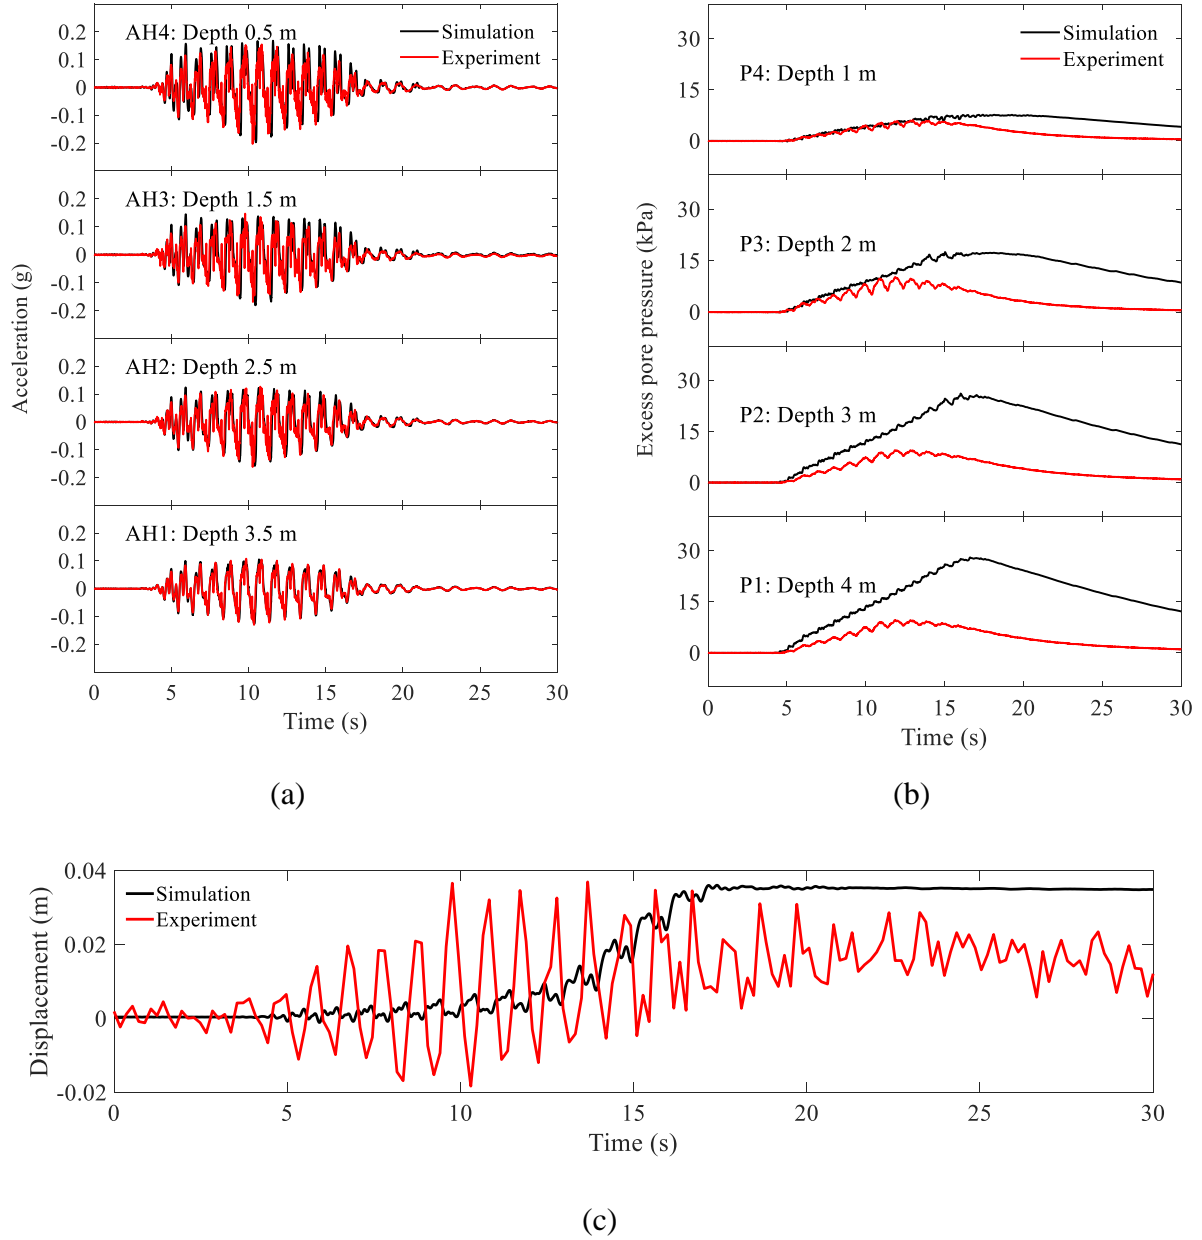 AH4: Depth 0.5 m
Simulation
Experiment
0.2
0.1
0
-0.1
-0.2
AH3: Depth 1.5 m
0.2
0.1
0
-0.1
-0.2
AH2: Depth 2.5 m
0.2
0.1
0
-0.1
-0.2
AH1: Depth 3.5 m
0.2
0.1
0
-0.1
-0.2
Acceleration (g)
0 5 10 15 20 25 30
Time (s)
(a)
Simulation
Experiment
P4: Depth 1 m
30
15
0
P3: Depth 2 m
30
15
0
P2: Depth 3 m
30
15
0
P1: Depth 4 m
30
15
0
Excess pore pressure (kPa)
0 5 10 15 20 25 30
Time (s)
(b)
Simulation
Experiment
0.04
0.02
0
-0.02
Displacement (m)
0 5 10 15 20 25 30
Time (s)
(c)